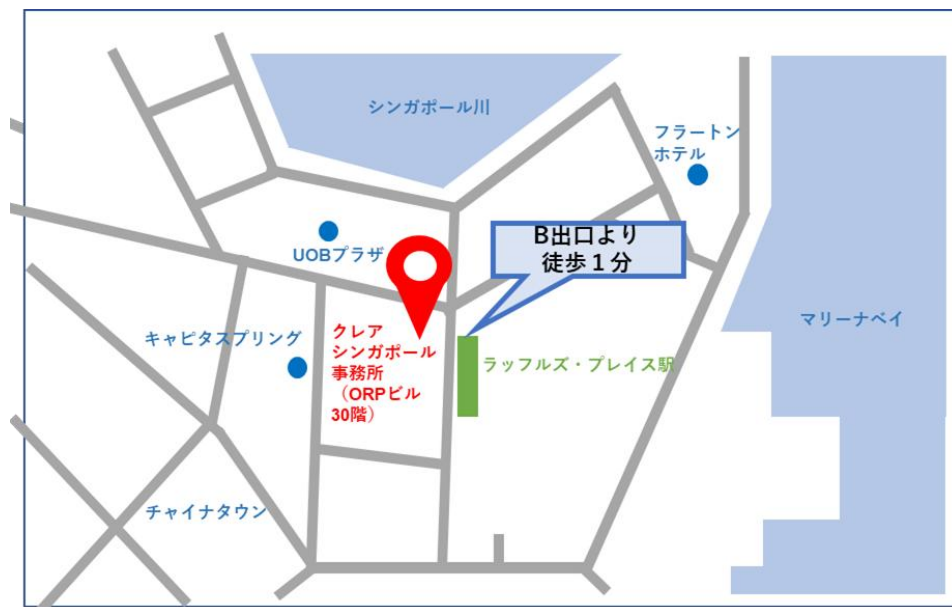 シンガポール川
フラートン
ホテル
UOBプラザ
B出口より
徒歩１分
マリーナベイ
キャピタスプリング
クレア
シンガポール
事務所
（ORPビル
30階）
ラッフルズ・プレイス駅
チャイナタウン